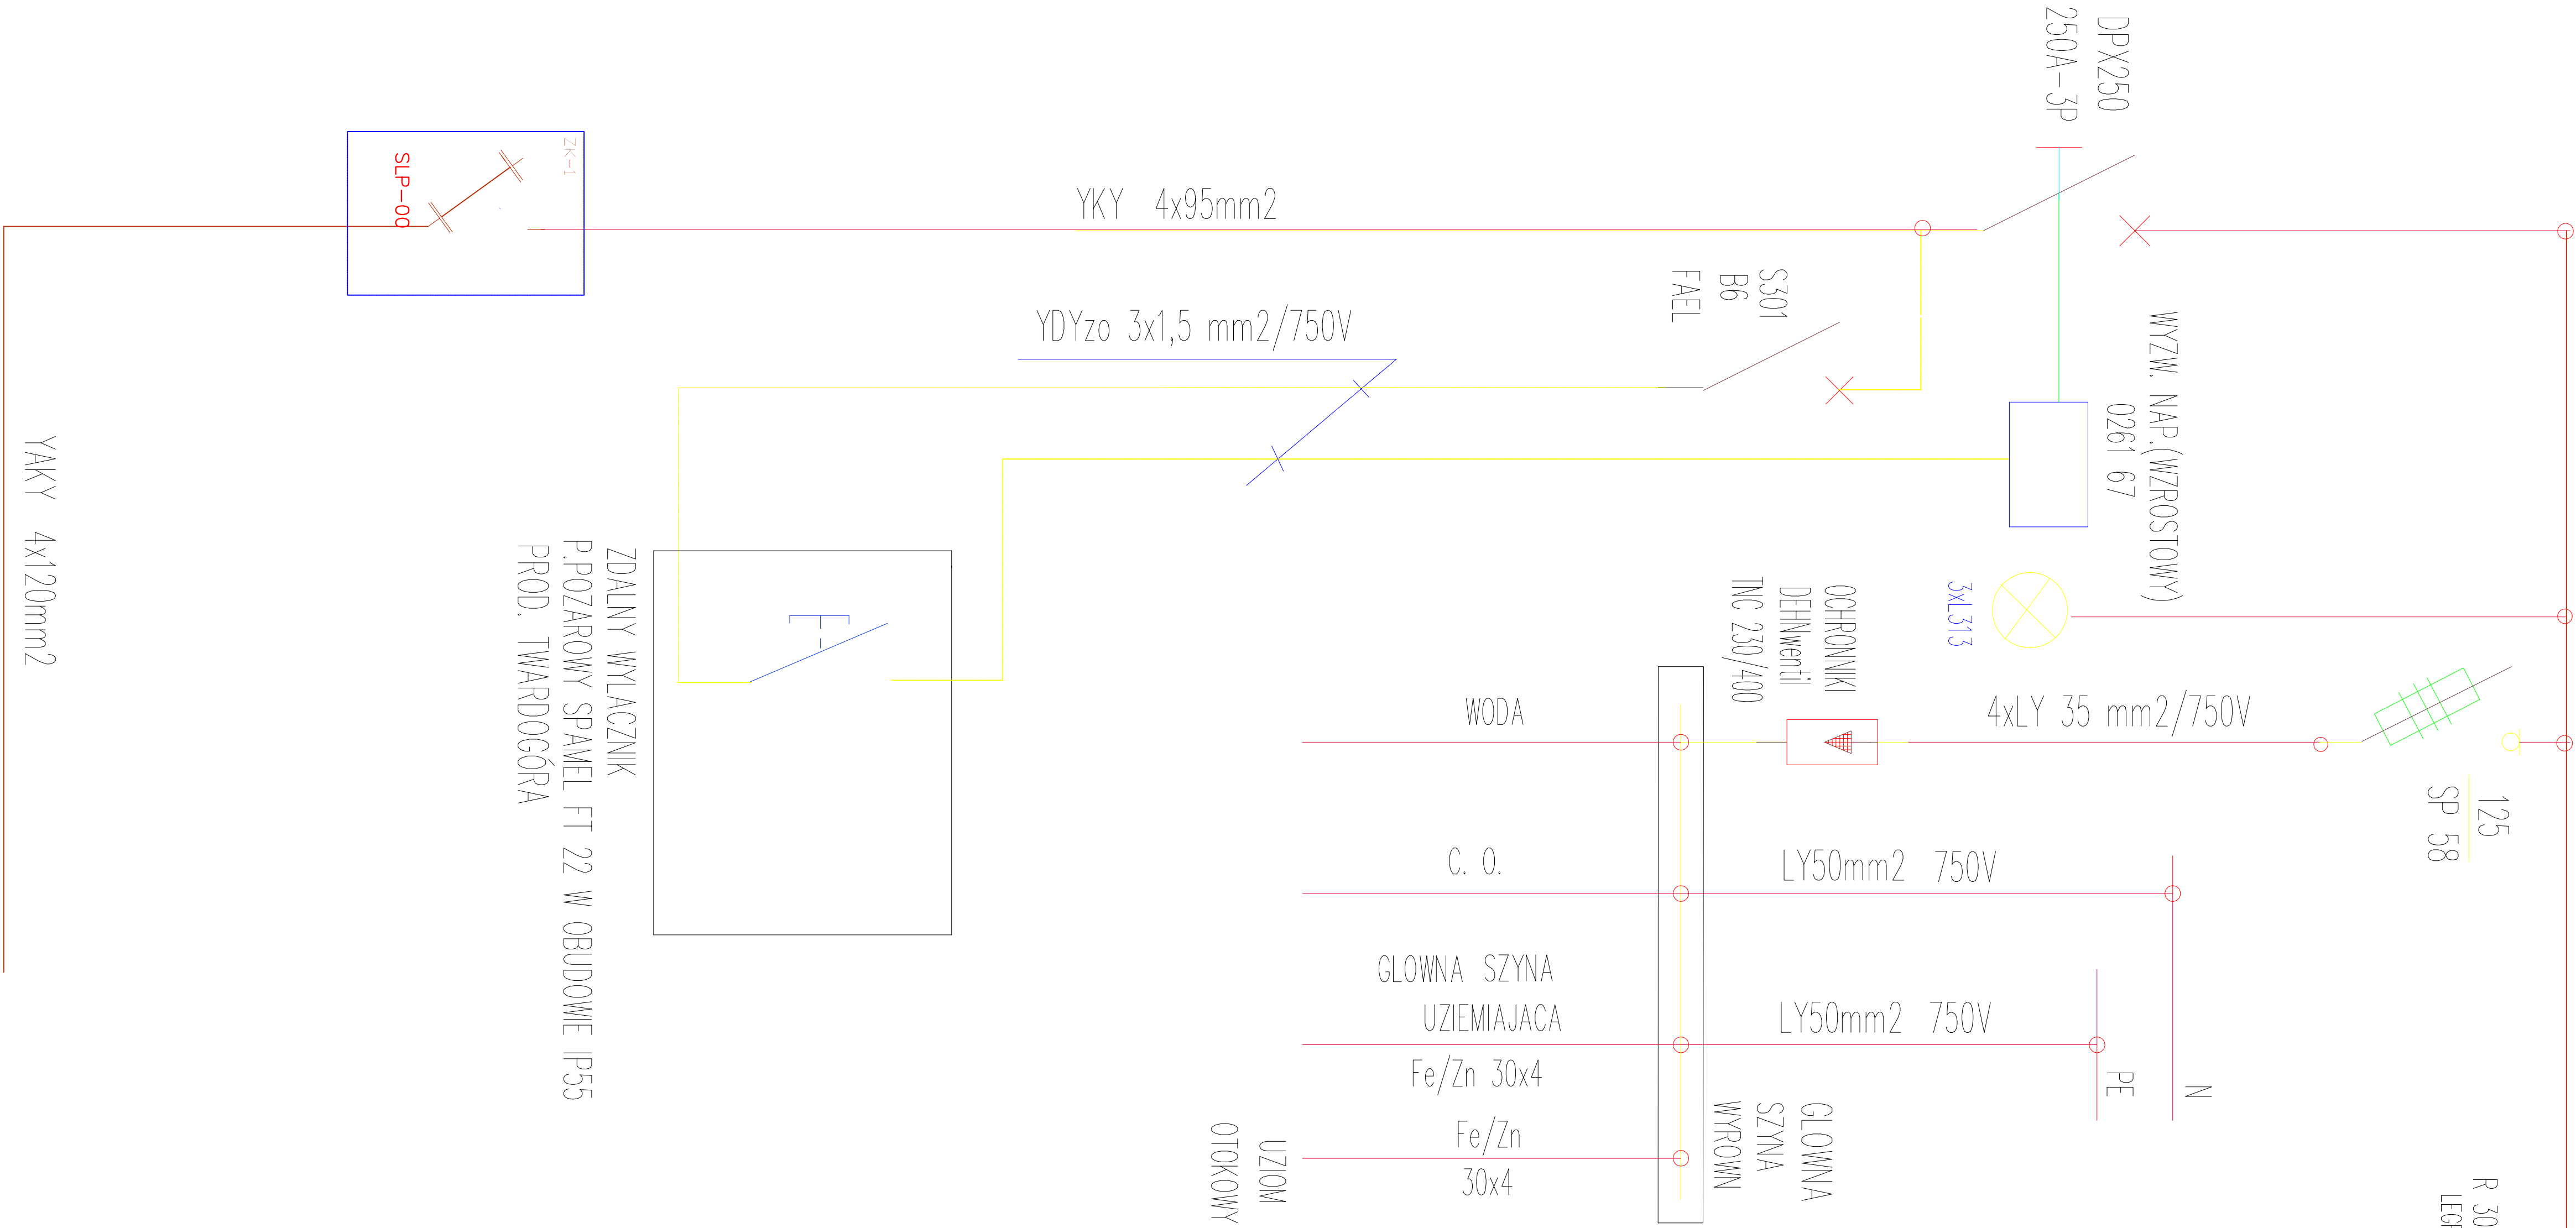 DPX250
250A-3P
ZK-1
SLP-00
YKY 4x95mm2
S301
B6
FAEL
YDYzo 3x1,5 mm2/750V
WYZW. NAP.(WZROSTOWY)
0261 67
YAKY 4x120mm2
ZDALNY WYLACZNIK
P.POZAROWY SPAMEL FT 22 W OBUDOWIE IP55
PROD. TWARDOGÓRA
3xL313
OCHRONNIK
DEHNventil
TNC 230/400
4xLY 35 mm2/750V
125
SP 58
WODA
C. O.
LY50mm2 750V
GLOWNA SZYNA
UZIEMIAJACA
Fe/Zn 30x4
LY50mm2 750V
N
PE
GLOWNA
SZYNA
WYROWN
Fe/Zn
30x4
UZIOM
OTOKOWY
R 30